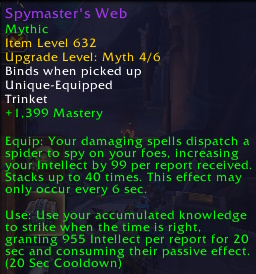 Spymaster's Web
Mythic
Item Level 632
Upgrade Level: Myth 4/6
Binds when picked up
Unique-Equipped
Trinket
+1,399 Mastery
Equip: Your damaging spells dispatch a
spider to spy on your foes, increasing
your Intellect by 99 per report received.
Stacks up to 40 times. This effect may
only occur every 6 sec.
Use: Use your accumulated knowledge
to strike when the time is right,
granting 955 Intellect per report for 20
sec and consuming their passive effect.
(20 Sec Cooldown)